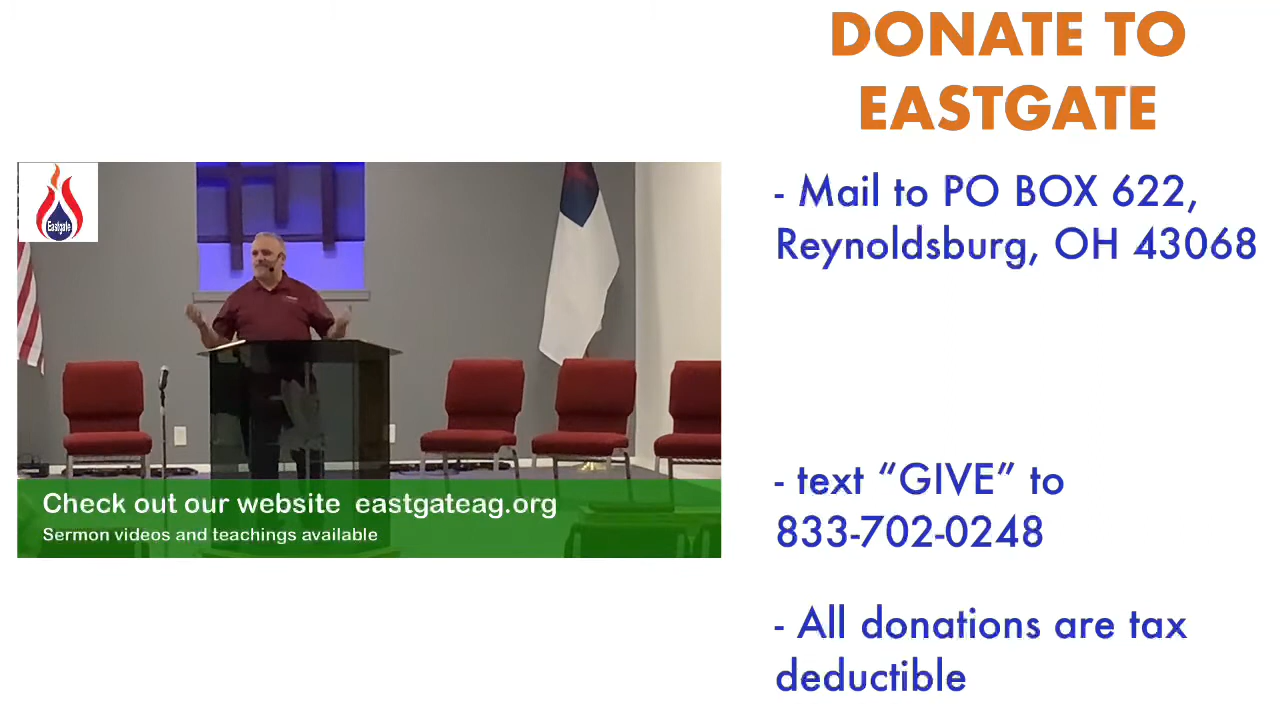 DONATE TO
EASTGATE
- Mail to PO BOX 622,
Reynoldsburg, OH 43068
- text “GIVE” to
833-702-0248
- All donations are tax
deductible
Eastgate
Check out our website eastgateag.org
Sermon videos and teachings available